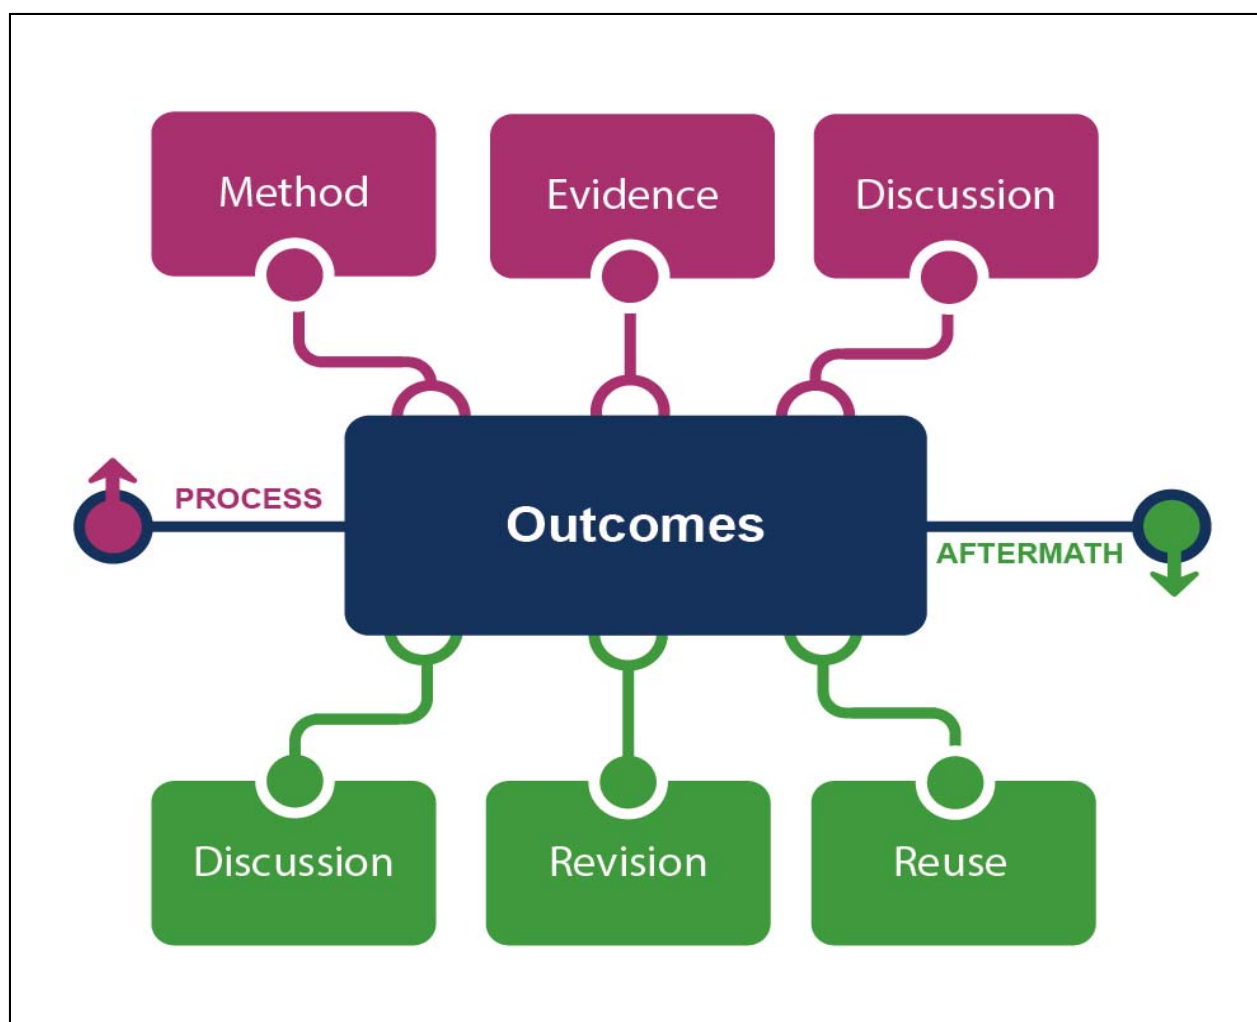 Method
Evidence
Discussion
PROCESS
Outcomes
AFTERMATH
Discussion
Revision
Reuse